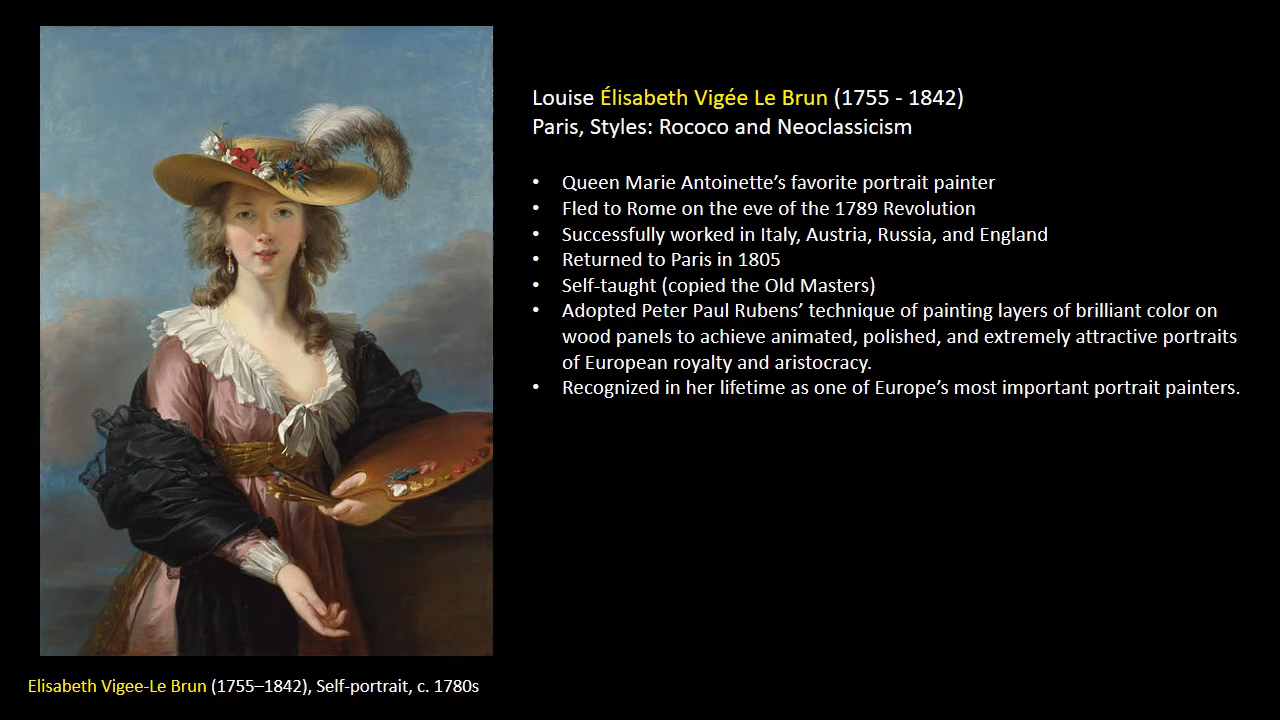 Louise Élisabeth Vigée Le Brun (1755 - 1842)
Paris, Styles: Rococo and Neoclassicism
• Queen Marie Antoinette’s favorite portrait painter
• Fled to Rome on the eve of the 1789 Revolution
• Successfully worked in Italy, Austria, Russia, and England
• Returned to Paris in 1805
• Self-taught (copied the Old Masters)
• Adopted Peter Paul Rubens’ technique of painting layers of brilliant color on
wood panels to achieve animated, polished, and extremely attractive portraits
of European royalty and aristocracy.
• Recognized in her lifetime as one of Europe’s most important portrait painters.
Elisabeth Vigee-Le Brun (1755–1842), Self-portrait, c. 1780s